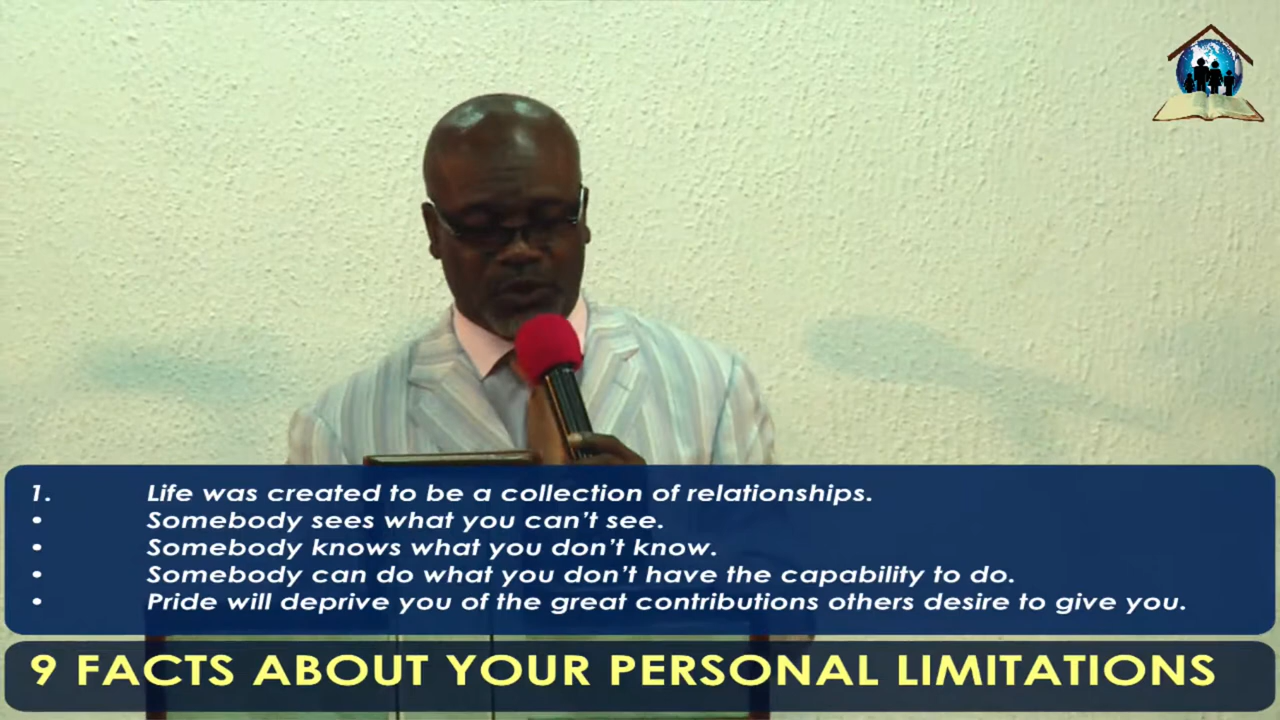 1. Life was created to be a collection of relationships.
• Somebody sees what you can't see.
• Somebody knows what you don't know.
• Somebody can do what you don't have the capability to do.
• Pride will deprive you of the great contributions others desire to give you.
9 FACTS ABOUT YOUR PERSONAL LIMITATIONS